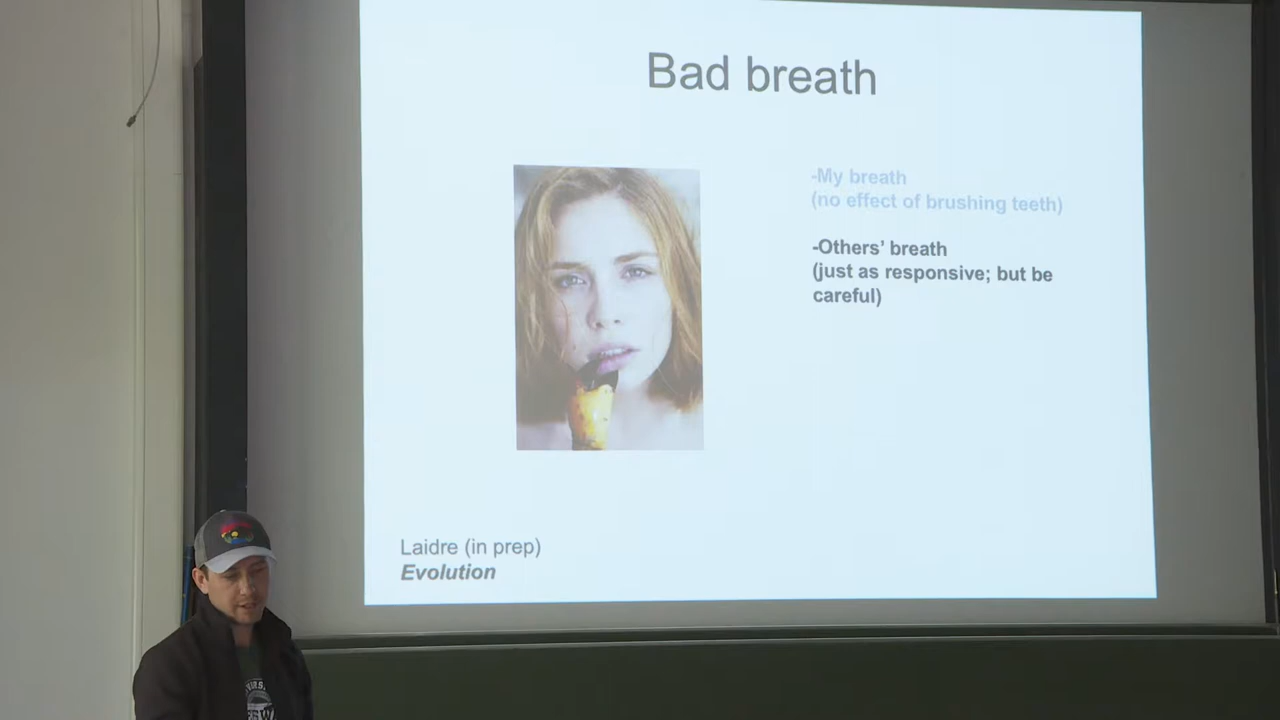 Bad breath
-My breath
(no effect of brushing teeth)
-Others' breath
(just as responsive; but be
careful)
Laidre (in prep)
Evolution